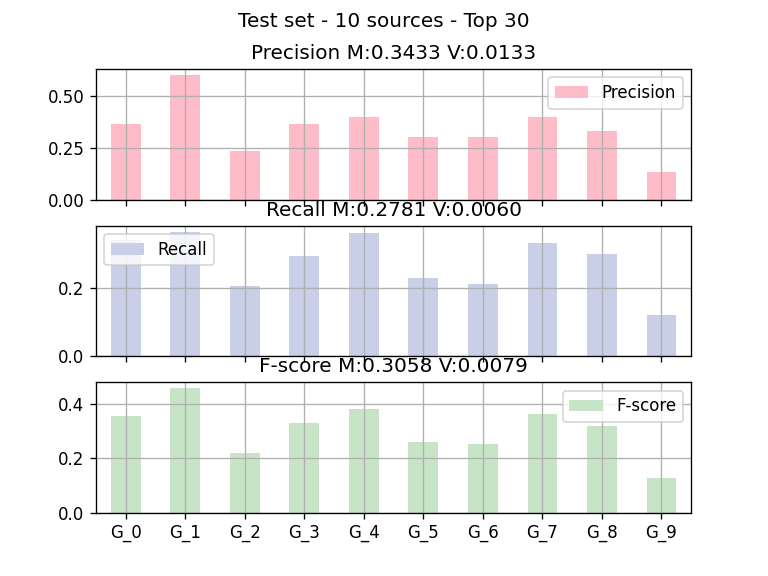 Test set - 10 sources - Top 30
Precision M:0.3433 V:0.0133
0.50
0.25
0.00
Precision
Recall M:0.2781 V:0.0060
0.2
0.0
Recall
F-score M:0.3058 V:0.0079
0.4
0.2
0.0
F-score
G_0 G_1 G_2 G_3 G_4 G_5 G_6 G_7 G_8 G_9